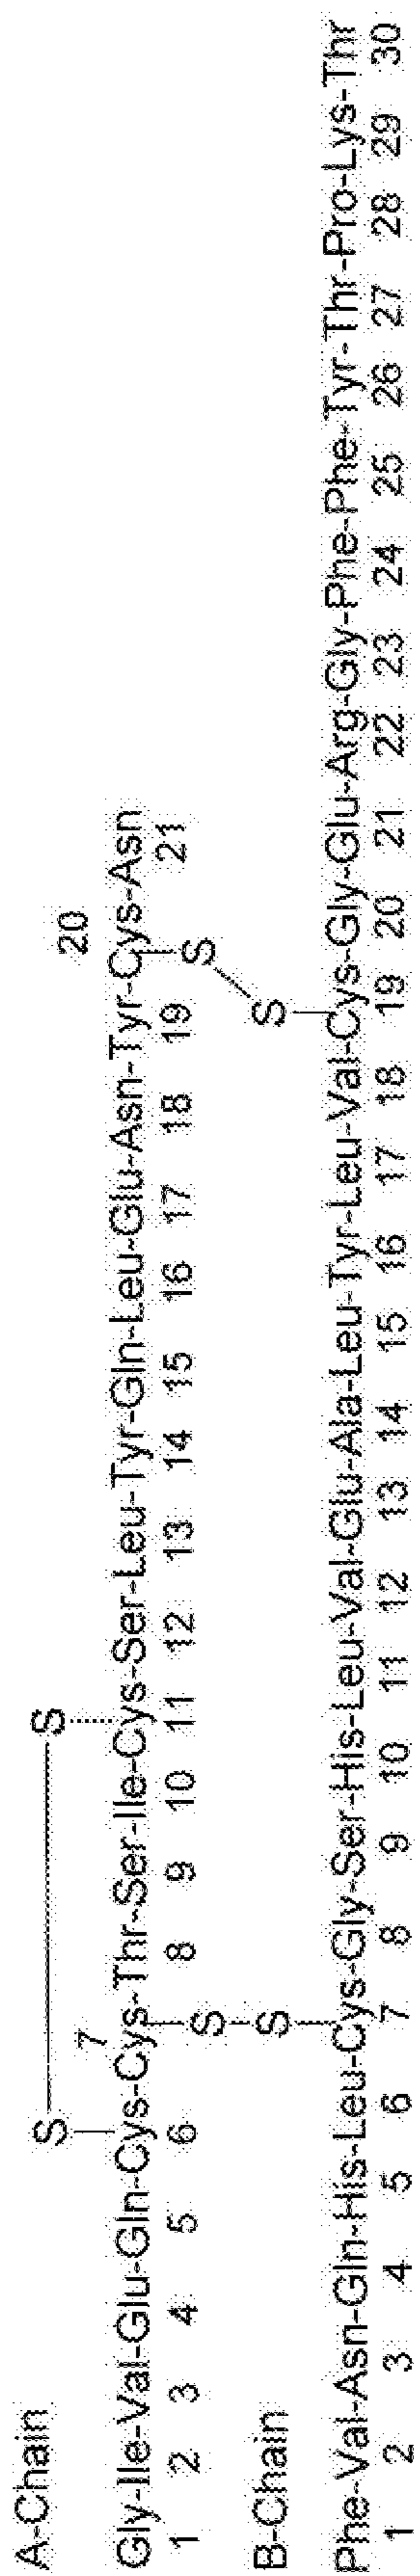 A-Chain
S S
7 20
Gly-Ile-Val-Glu-Gln-Cys-Cys-Thr-Ser-Ile-Cys-Ser-Leu-Tyr-Gln-Leu-Glu-Asn-Tyr-Cys-Asn
1 2 3 4 5 6 8 9 10 11 12 13 14 15 16 17 18 19 21
S S
B-Chain S S
Phe-Val-Asn-Gln-His-Leu-Cys-Gly-Ser-His-Leu-Val-Glu-Ala-Leu-Tyr-Leu-Val-Cys-Gly-Glu-Arg-Gly-Phe-Phe-Tyr-Thr-Pro-Lys-Thr
1 2 3 4 5 6 7 8 9 10 11 12 13 14 15 16 17 18 19 20 21 22 23 24 25 26 27 28 29 30